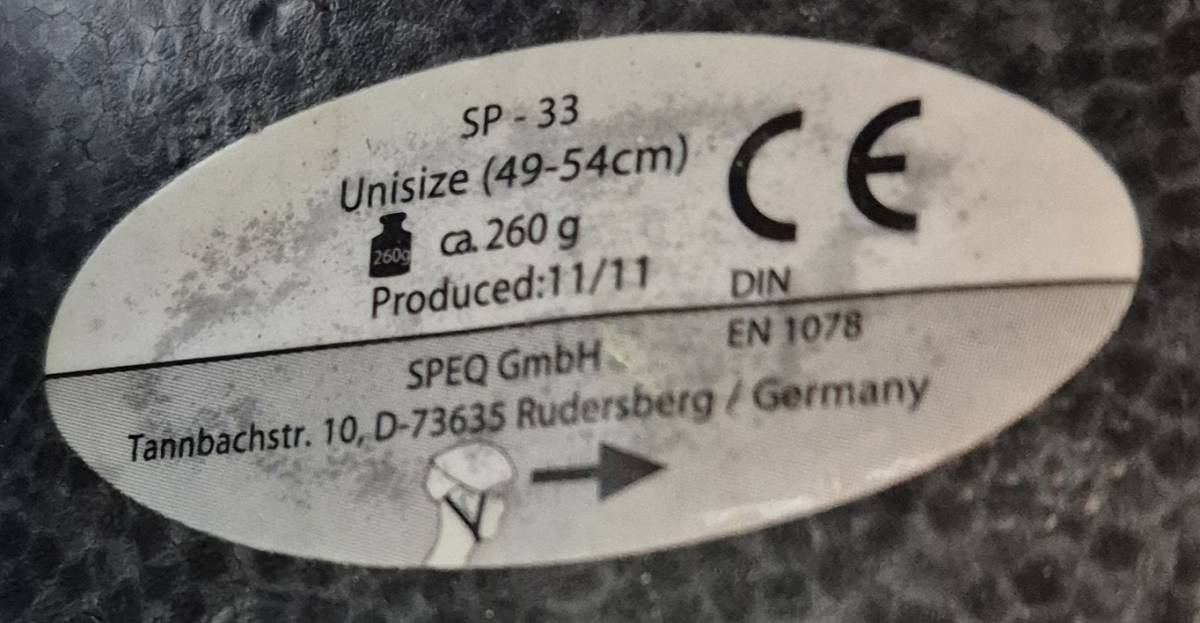 SP - 33
Unisize (49-54cm)
260g ca. 260 g
Produced:11/11
CE
DIN
EN 1078
SPEQ GmbH
Tannbachstr. 10, D-73635 Rudersberg / Germany